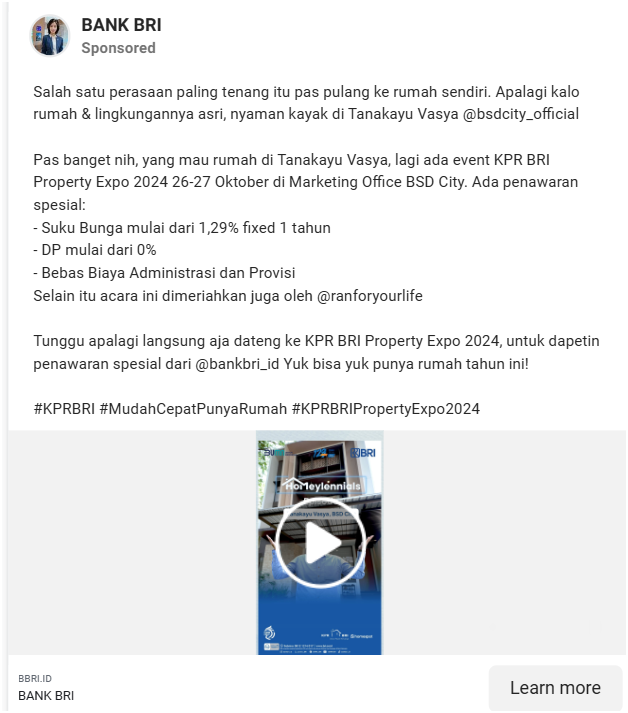 BANK BRI
Sponsored
Salah satu perasaan paling tenang itu pas pulang ke rumah sendiri. Apalagi kalo
rumah & lingkungannya asri, nyaman kayak di Tanakayu Vasya @bsdcity_official
Pas banget nih, yang mau rumah di Tanakayu Vasya, lagi ada event KPR BRI
Property Expo 2024 26-27 Oktober di Marketing Office BSD City. Ada penawaran
spesial:
- Suku Bunga mulai dari 1,29% fixed 1 tahun
- DP mulai dari 0%
- Bebas Biaya Administrasi dan Provisi
Selain itu acara ini dimeriahkan juga oleh @ranforyourlife
Tunggu apalagi langsung aja dateng ke KPR BRI Property Expo 2024, untuk dapetin
penawaran spesial dari @bankbri_id Yuk bisa yuk punya rumah tahun ini!
#KPRBRI #MudahCepatPunyaRumah #KPRBRIPropertyExpo2024
BRI
HoMeylennials
Tanakayu Vasya, BSD
BBRI.ID
BANK BRI
Learn more